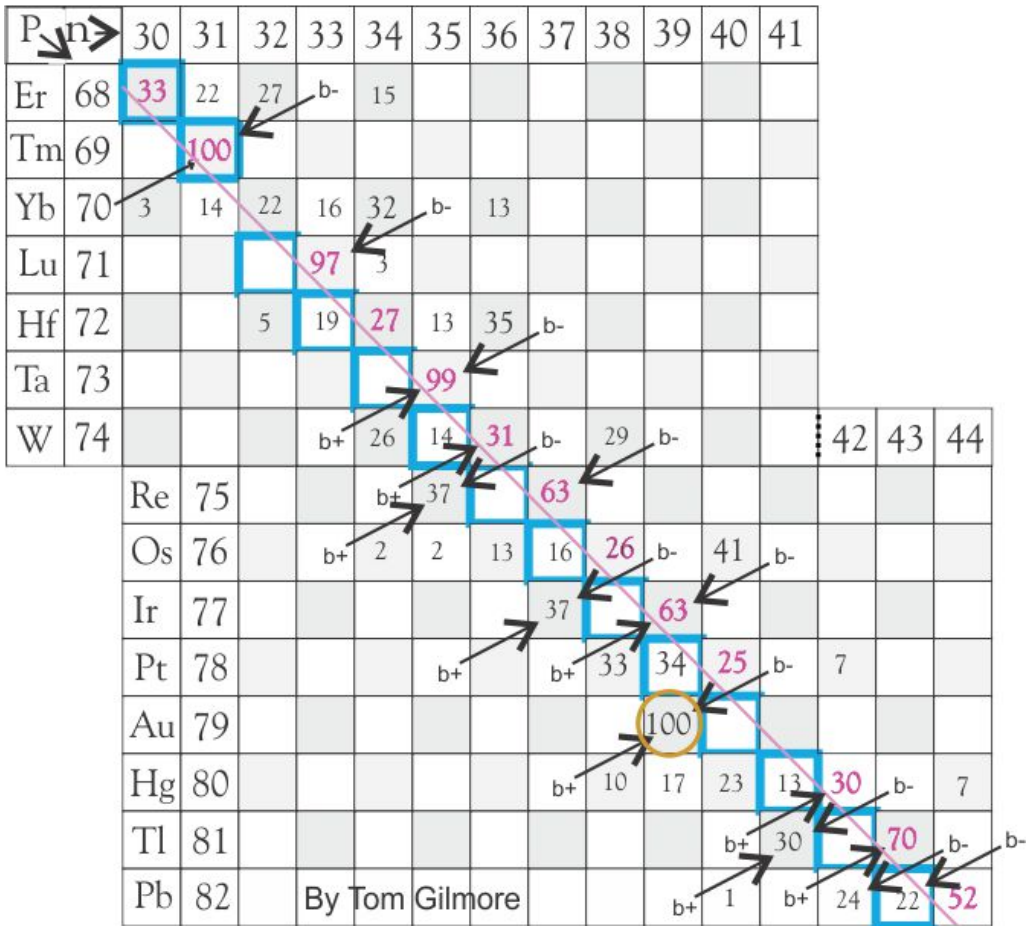 P n 30 31 32 33 34 35 36 37 38 39 40 41
Er 68 33 22 27 b- 15
Tm 69 100
Yb 70 3 14 22 16 32 b- 13
Lu 71 97 3
Hf 72 5 19 27 13 35 b-
Ta 73 99
W 74 b+ 26 14 31 b- 29 b- 42 43 44
Re 75 b+ 37 63
Os 76 b+ 2 2 13 16 26 b- 41 b-
Ir 77 37 63
Pt 78 b+ b+ 33 34 25 b- 7
Au 79 100
Hg 80 b+ 10 17 23 13 30 b- 7
Tl 81 b+ 30 70 b- b-
Pb 82 By Tom Gilmore b+ 1 b+ 24 22 52